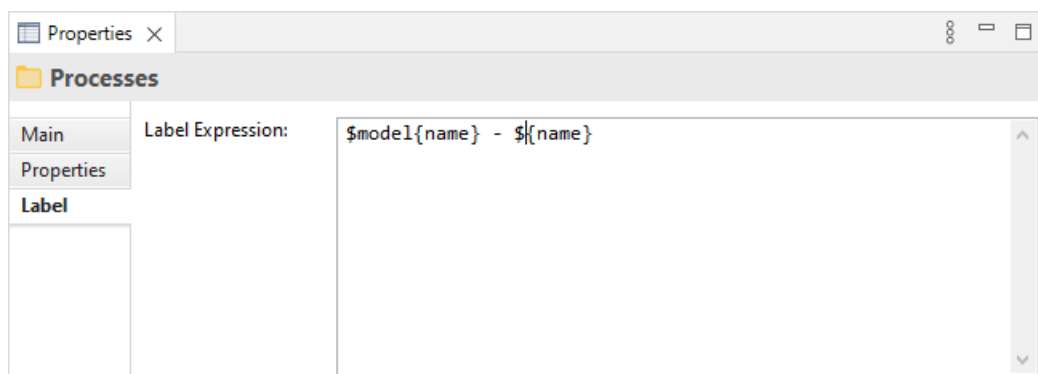 Properties
Processes
Main
Properties
Label
Label Expression:
$model{name} - ${name}